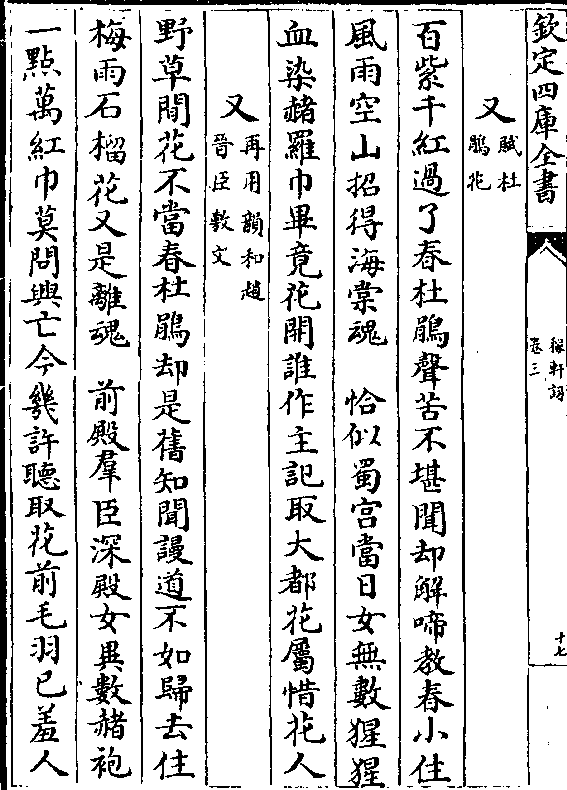 欽定四庫全書
稼軒詞
卷三
十七
又
賦杜
鵑花
百紫千紅過了春杜鵑聲苦不堪聞却解啼教春小住
風雨空山招得海棠魂　恰似蜀宫當日女無數猩猩
血染赭羅巾畢竟花開誰作主記取大都花屬惜花人
又
再用韻和趙
晉臣敷文
野草閒花不當春杜鵑却是舊知聞謾道不如歸去住
梅雨石榴花又是離魂　前殿羣臣深殿女異數赭袍
一點萬紅巾莫問興亡今幾許聽取花前毛羽已羞人